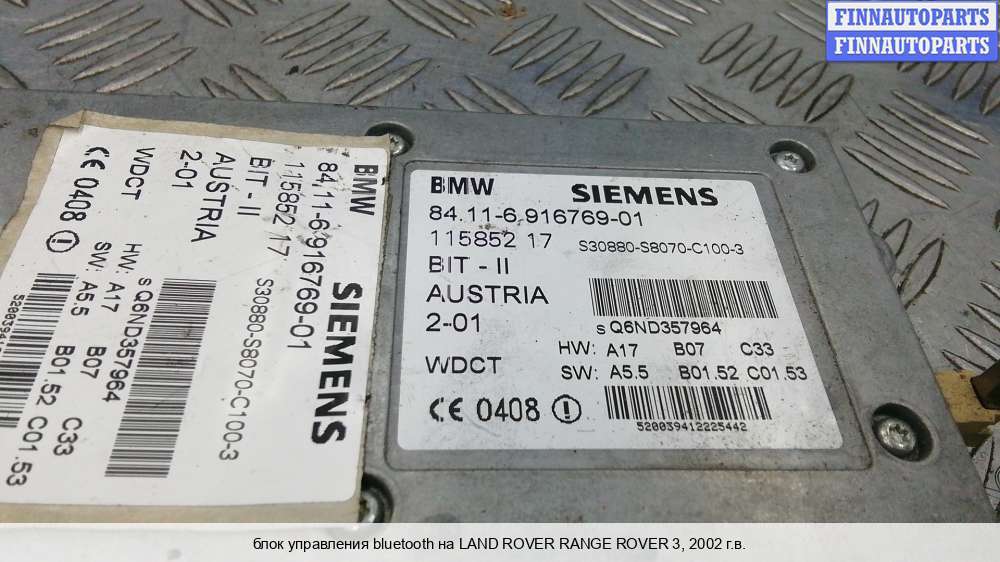 FINNAUTOPARTS
FINNAUTOPARTS
BMW SIEMENS
84.11-6.916769-01
115852 17 S30880-S8070-C100-3
BIT - II
AUSTRIA
2-01
s Q6ND357964
HW: A17 B07 C33
WDCT SW: A5.5 B01.52 C01.53
CE 0408
520039412225442
BMW SIEMENS
84.11-6.916769-01
115852 17 S30880-S8070-C100-3
BIT - II
AUSTRIA
2-01
s Q6ND357964
HW: A17 B07 C33
WDCT SW: A5.5 B01.52 C01.53
CE 0408
блок управления bluetooth на LAND ROVER RANGE ROVER 3, 2002 г.в.